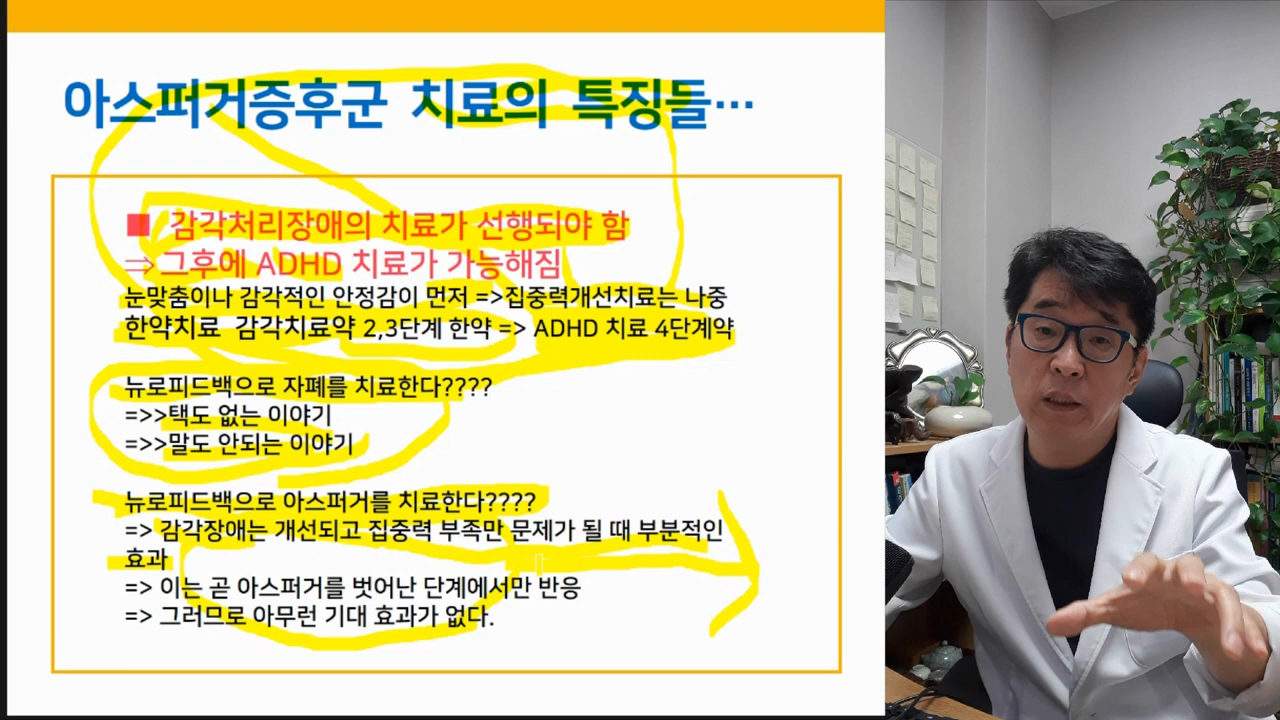 아스퍼거증후군 치료의 특징들…
■ 감각처리장애의 치료가 선행되야 함
⇒그후에 ADHD 치료가 가능해짐
눈맞춤이나 감각적인 안정감이 먼저 =>집중력개선치료는 나중
한약치료 감각치료약 2,3단계 한약 => ADHD 치료 4단계약
뉴로피드백으로 자폐를 치료한다????
=>>택도 없는 이야기
=>>말도 안되는 이야기
뉴로피드백으로 아스퍼거를 치료한다????
=> 감각장애는 개선되고 집중력 부족만 문제가 될 때 부분적인
효과
=> 이는 곧 아스퍼거를 벗어난 단계에서만 반응
=> 그러므로 아무런 기대 효과가 없다.